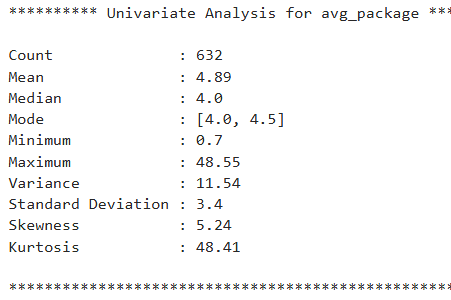 ********** Univariate Analysis for avg_package ***
Count : 632
Mean : 4.89
Median : 4.0
Mode : [4.0, 4.5]
Minimum : 0.7
Maximum : 48.55
Variance : 11.54
Standard Deviation : 3.4
Skewness : 5.24
Kurtosis : 48.41
**************************************************